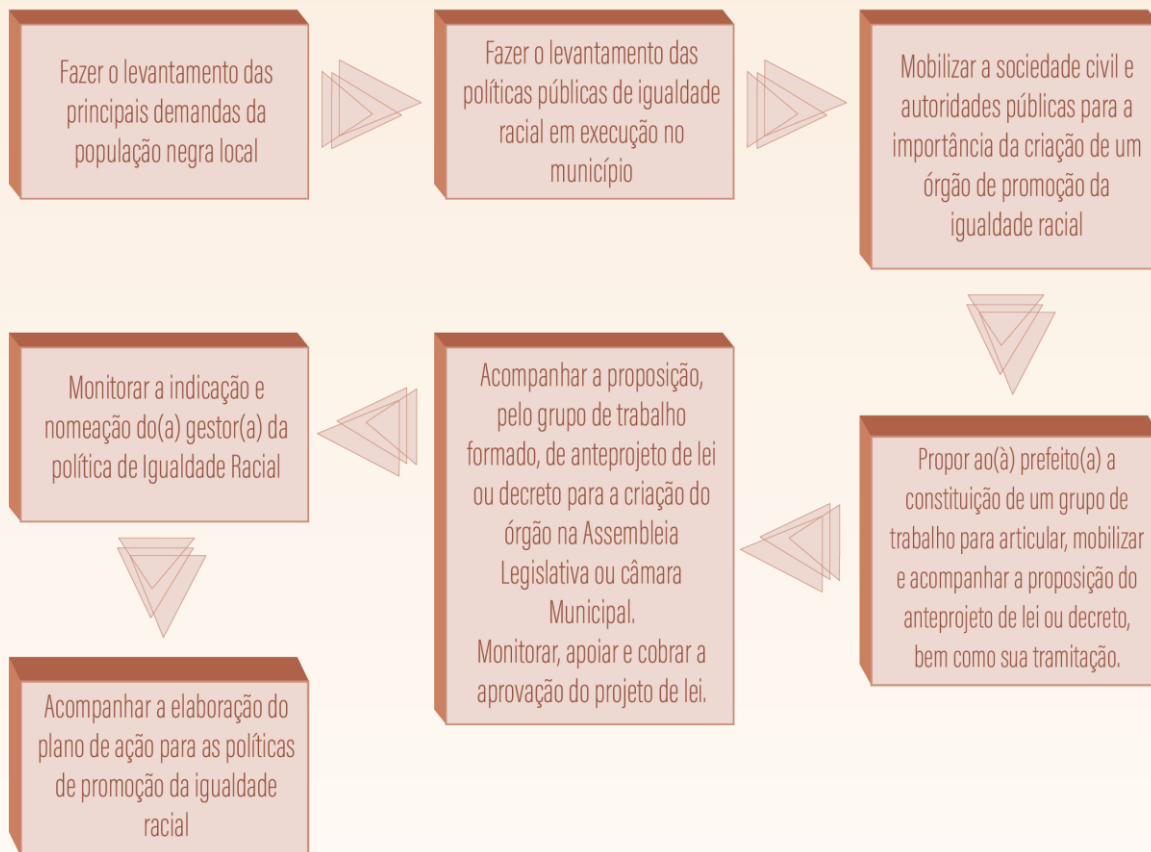 Fazer o levantamento das
principais demandas da
população negra local
Fazer o levantamento das
políticas públicas de igualdade
racial em execução no
município
Mobilizar a sociedade civil e
autoridades públicas para a
importância da criação de um
órgão de promoção da
igualdade racial
Propor ao(à) prefeito(a) a
constituição de um grupo de
trabalho para articular, mobilizar
e acompanhar a proposição do
anteprojeto de lei ou decreto,
bem como sua tramitação.
Acompanhar a proposição,
pelo grupo de trabalho
formado, de anteprojeto de lei
ou decreto para a criação do
órgão na Assembleia
Legislativa ou câmara
Municipal.
Monitorar, apoiar e cobrar a
aprovação do projeto de lei.
Monitorar a indicação e
nomeação do(a) gestor(a) da
política de Igualdade Racial
Acompanhar a elaboração do
plano de ação para as políticas
de promoção da igualdade
racial